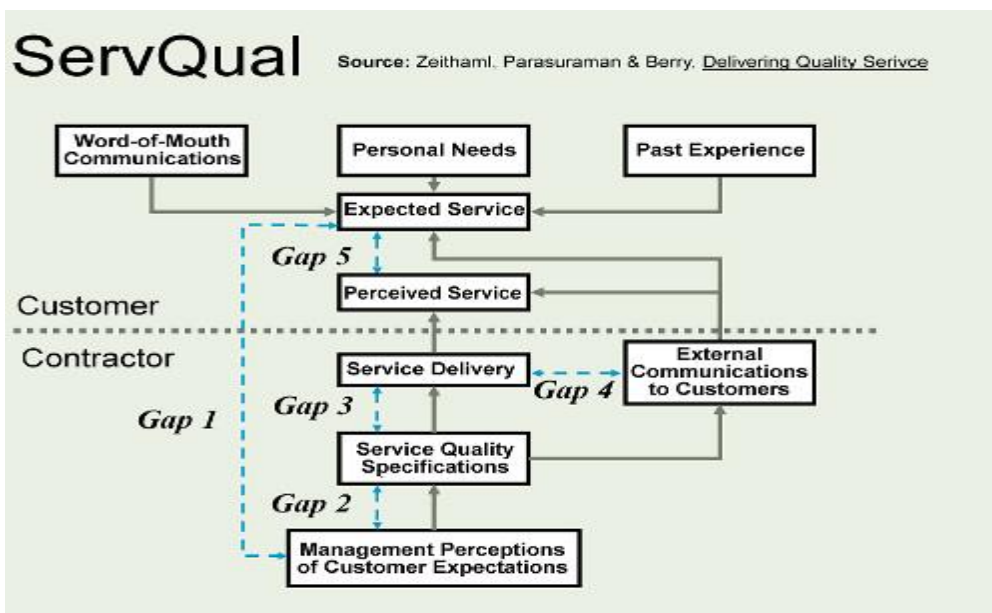 ServQual
Source: Zeithaml, Parasuraman & Berry, Delivering Quality Serivce
Word-of-Mouth
Communications
Personal Needs
Past Experience
Expected Service
Gap 5
Perceived Service
Customer
Contractor
Service Delivery
External
Communications
to Customers
Gap 4
Gap 3
Gap 1
Service Quality
Specifications
Gap 2
Management Perceptions
of Customer Expectations